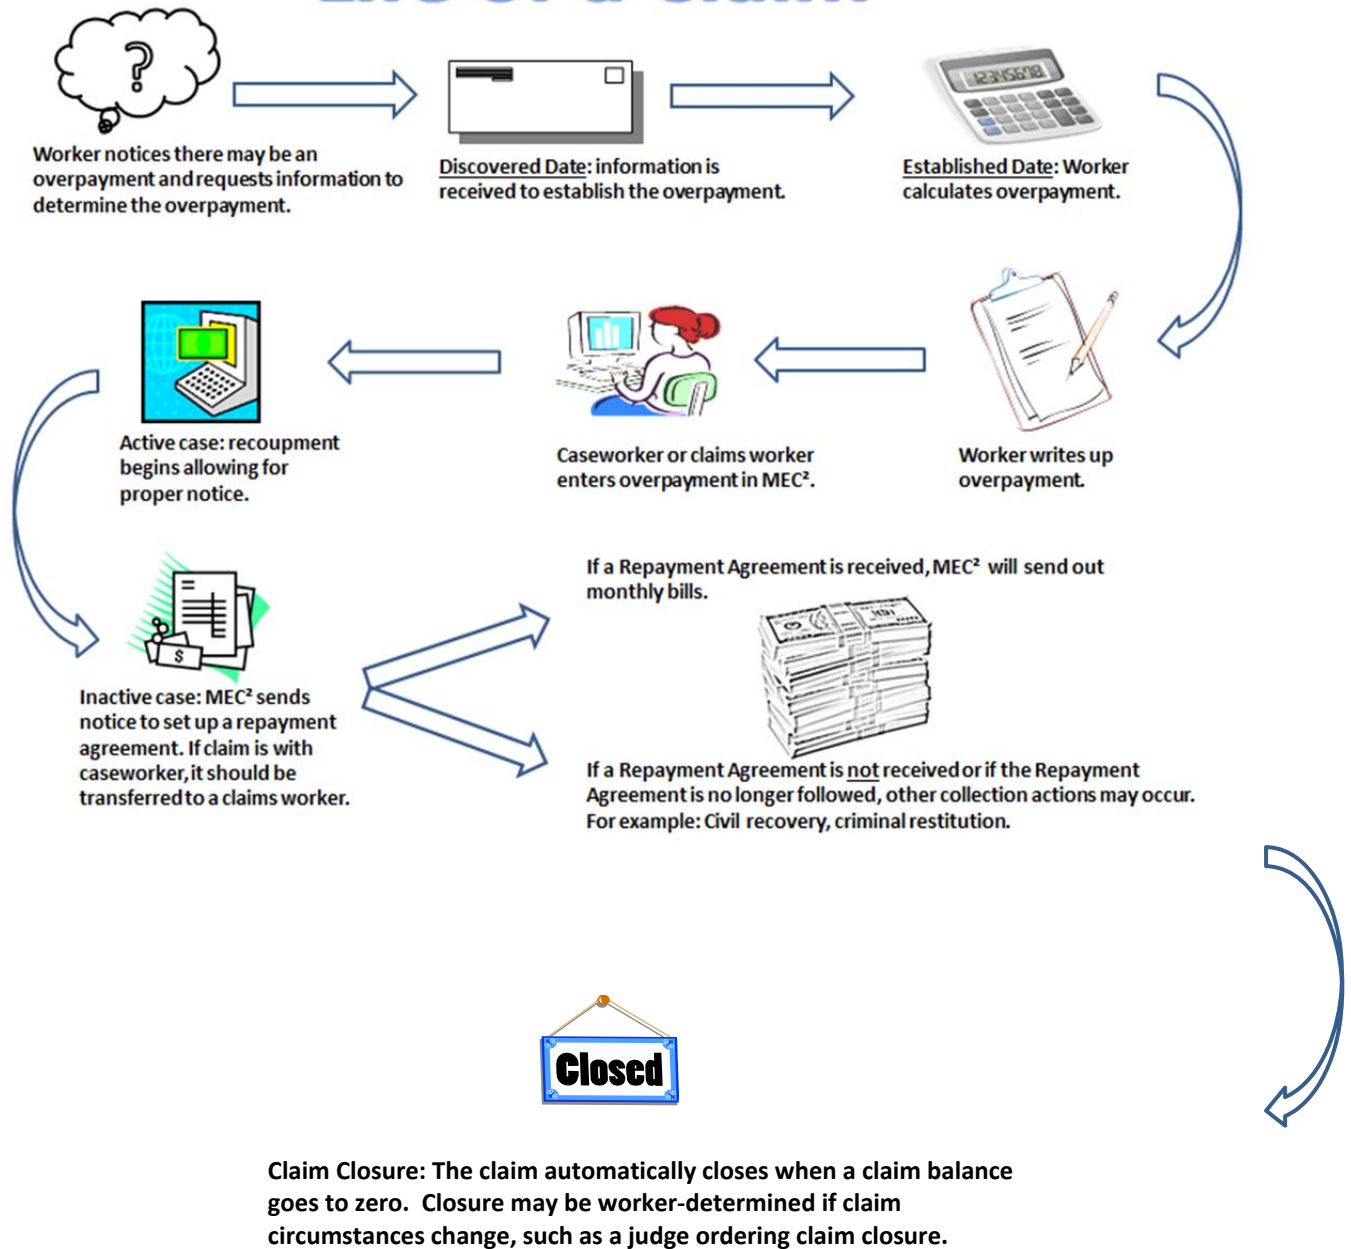 Life of a Claim
?
12345678
Worker notices there may be an
overpayment and requests information to
determine the overpayment.
Discovered Date: information is
received to establish the overpayment.
Established Date: Worker
calculates overpayment.
Active case: recoupment
begins allowing for
proper notice.
Caseworker or claims worker
enters overpayment in MEC².
Worker writes up
overpayment.
$
Inactive case: MEC² sends
notice to set up a repayment
agreement. If claim is with
caseworker, it should be
transferred to a claims worker.
If a Repayment Agreement is received, MEC² will send out
monthly bills.
If a Repayment Agreement is not received or if the Repayment
Agreement is no longer followed, other collection actions may occur.
For example: Civil recovery, criminal restitution.
Closed
Claim Closure: The claim automatically closes when a claim balance
goes to zero.  Closure may be worker-determined if claim
circumstances change, such as a judge ordering claim closure.